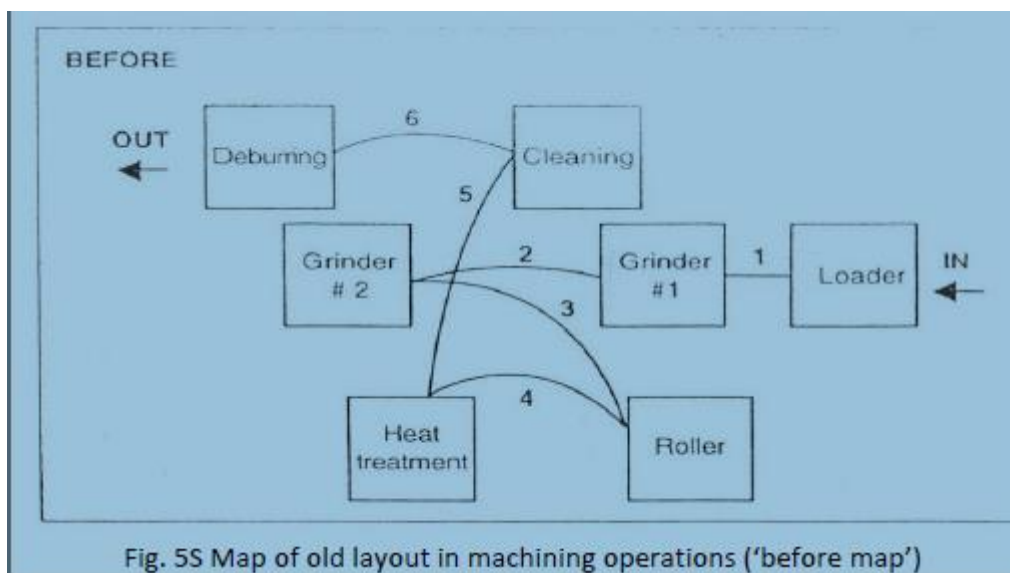 BEFORE
6
OUT
Deburring
Cleaning
5
Grinder
# 2
2
Grinder
#1
1
Loader
IN
3
4
Heat
treatment
Roller
Fig. 5S Map of old layout in machining operations (‘before map’)